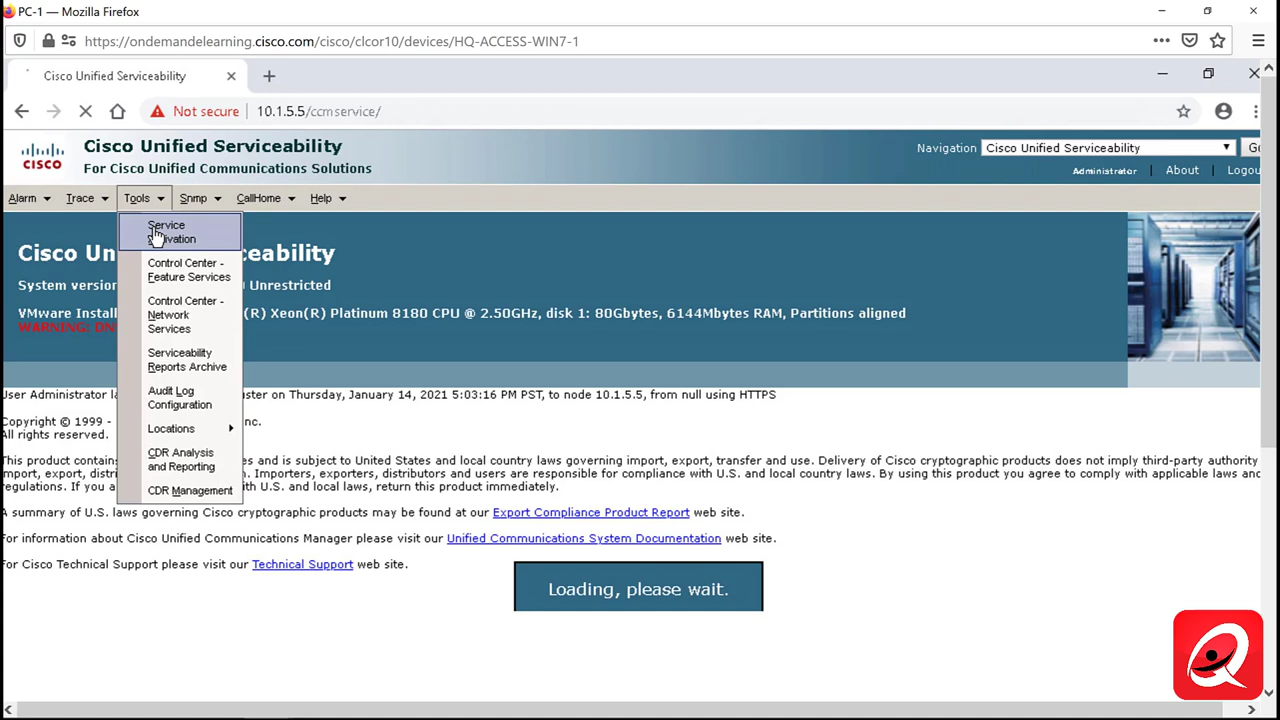 PC-1 — Mozilla Firefox
https://ondemandelearning.cisco.com/cisco/clcor10/devices/HQ-ACCESS-WIN7-1
Cisco Unified Serviceability
Not secure 10.1.5.5/ccmservice/
CISCO
Cisco Unified Serviceability
For Cisco Unified Communications Solutions
Navigation Cisco Unified Serviceability
Administrator About
Alarm Trace Tools Snmp CallHome Help
Service
Control Center -
Feature Services
Control Center -
Network
Services
Serviceability
Reports Archive
Audit Log
Configuration
Locations
CDR Analysis
and Reporting
CDR Management
Cisco
System
Unrestricted
VMware
(R) Xeon(R) Platinum 8180 CPU @ 2.50GHz, disk 1: 80Gbytes, 6144Mbytes RAM, Partitions aligned
WARNING:
User Administrator
on Thursday, January 14, 2021 5:03:16 PM PST, to node 10.1.5.5, from null using HTTPS
Copyright © 1999 -
All rights reserved.
This product
and is subject to United States and local country laws governing import, export, transfer and use. Delivery of Cisco cryptographic products does not imply third-party authority
import, export,
Importers, exporters, distributors and users are responsible for compliance with U.S. and local country laws. By using this product you agree to comply with applicable laws
regulations. If you
with U.S. and local laws, return this product immediately.
A summary of U.S. laws governing Cisco cryptographic products may be found at our Export Compliance Product Report web site.
For information about Cisco Unified Communications Manager please visit our Unified Communications System Documentation web site.
For Cisco Technical Support please visit our Technical Support web site.
Loading, please wait.